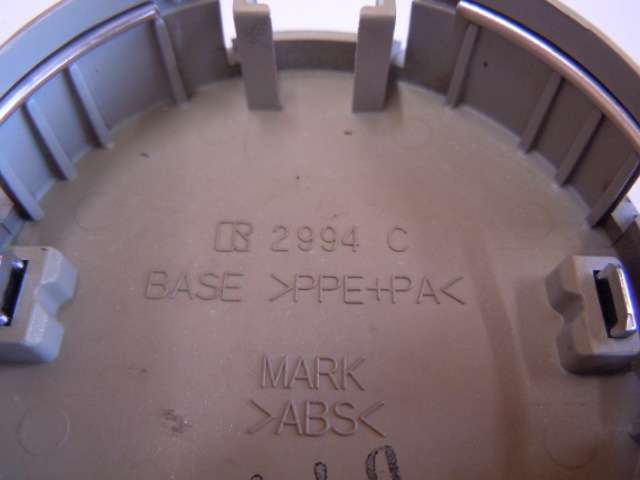 R 2994 C
BASE >PPE+PA<
MARK
>ABS<